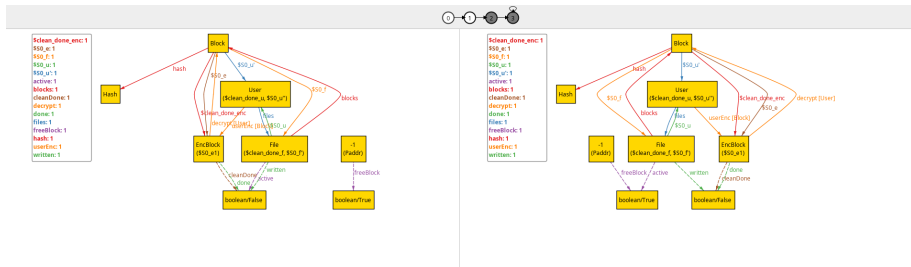 0 1 2 3
$clean_done_enc: 1
$S0_e: 1
$S0_f: 1
$S0_u: 1
$S0_u': 1
active: 1
blocks: 1
cleanDone: 1
decrypt: 1
done: 1
files: 1
freeBlock: 1
hash: 1
userEnc: 1
written: 1
Block
hash
$S0_u'
$S0_e
Hash
User
($clean_done_u, $S0_u")
$S0_f
blocks
$clean_done_enc
decrypt [User]
userEnc [Block]
files
$S0_u
EncBlock
($S0_e1)
File
($clean_done_f, $S0_f')
-1
(Paddr)
cleanDone
done
active
written
freeBlock
boolean/False
boolean/True
$clean_done_enc: 1
$S0_e: 1
$S0_f: 1
$S0_u: 1
$S0_u': 1
active: 1
blocks: 1
cleanDone: 1
decrypt: 1
done: 1
files: 1
freeBlock: 1
hash: 1
userEnc: 1
written: 1
Block
hash
$S0_u'
Hash
User
($clean_done_u, $S0_u")
$S0_f
blocks
files
$S0_u
userEnc [Block]
$clean_done_enc
$S0_e
decrypt [User]
-1
(Paddr)
File
($clean_done_f, $S0_f')
EncBlock
($S0_e1)
freeBlock
active
written
done
cleanDone
boolean/True
boolean/False